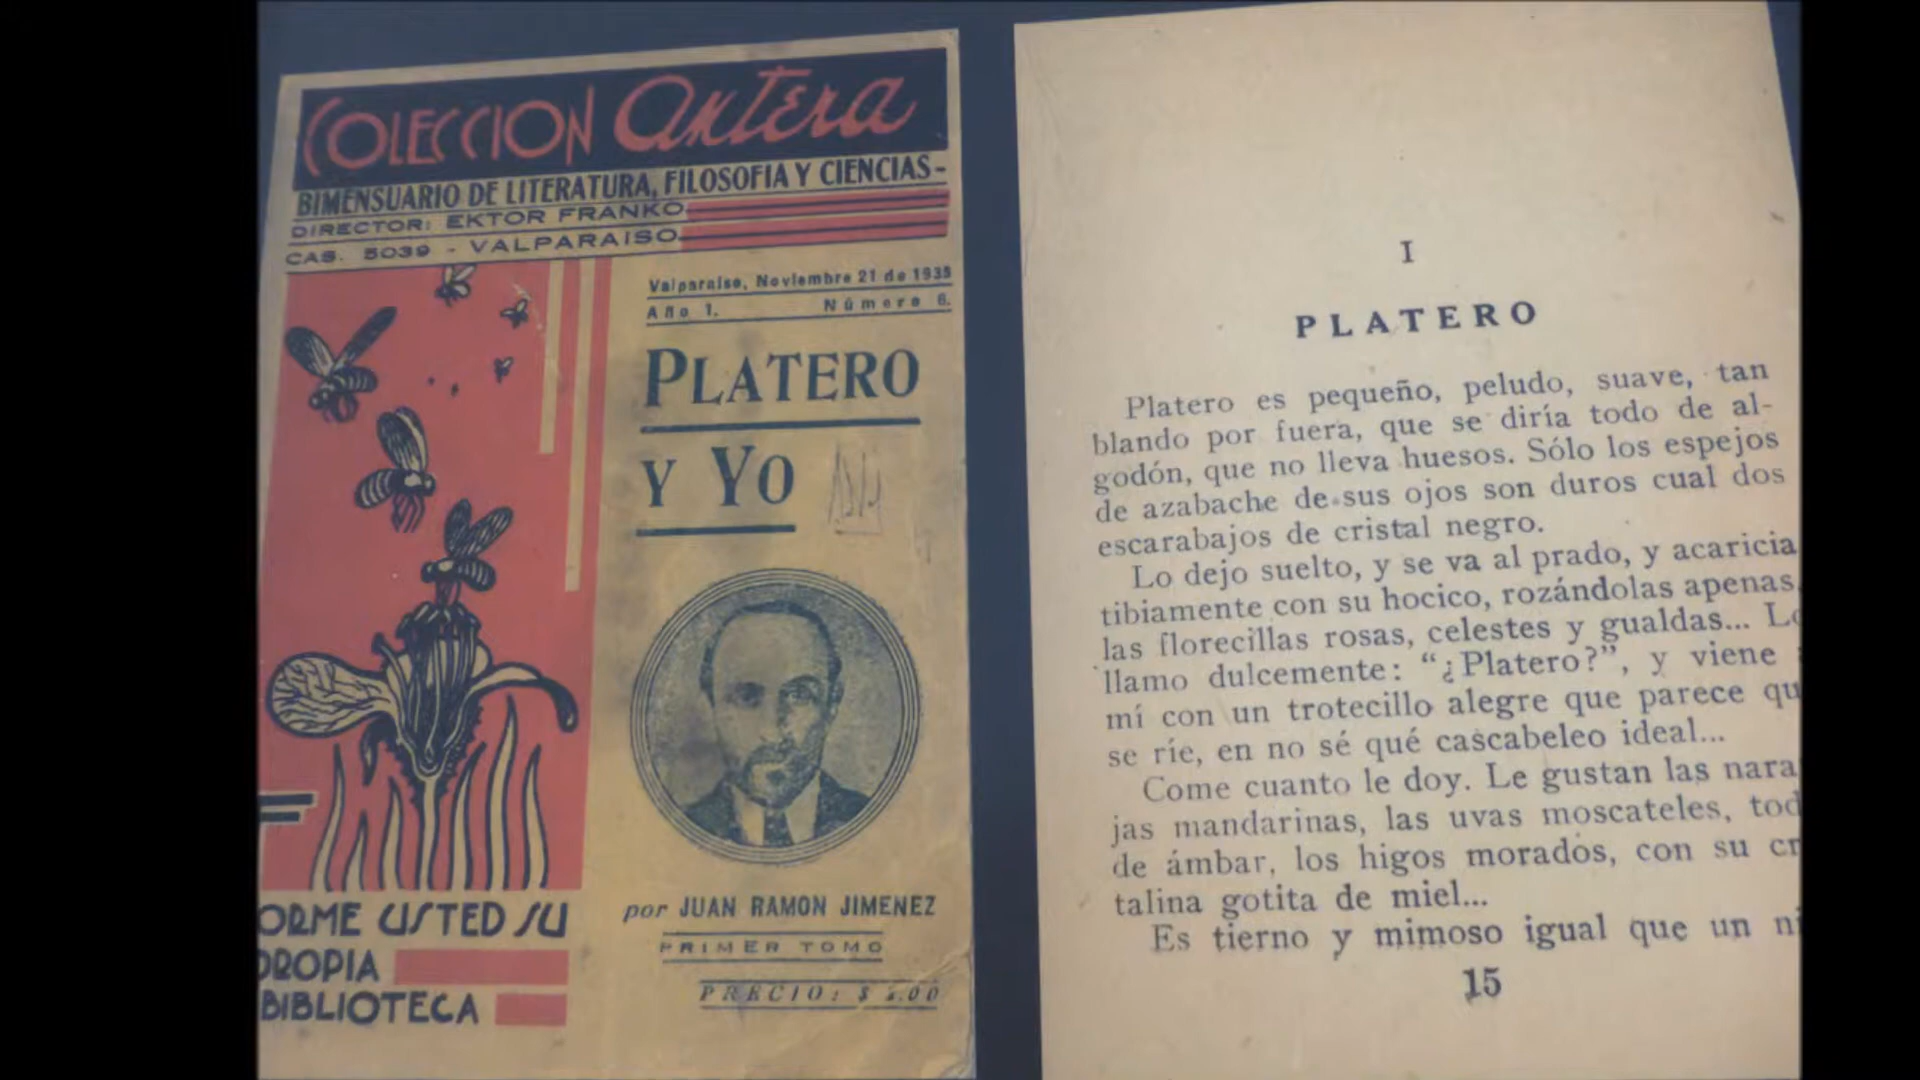 COLECCION Antera
BIMENSUARIO DE LITERATURA, FILOSOFIA Y CIENCIAS-
DIRECTOR: EKTOR FRANKO
CAS. 5039 - VALPARAISO
Valparaiso, Noviembre 21 de 1935
Año 1. Número 6.
PLATERO
Y YO
por JUAN RAMON JIMENEZ
PRIMER TOMO
PRECIO: $
ORME USTED SU
PROPIA
BIBLIOTECA
I
PLATERO
Platero es pequeño, peludo, suave, tan
blando por fuera, que se diría todo de al-
godón, que no lleva huesos. Sólo los espejos
de azabache de sus ojos son duros cual dos
escarabajos de cristal negro.
Lo dejo suelto, y se va al prado, y acaricia
tibiamente con su hocico, rozándolas apenas,
las florecillas rosas, celestes y gualdas... Lo
llamo dulcemente: “¿Platero?”, y viene
mí con un trotecillo alegre que parece qu
se ríe, en no sé qué cascabeleo ideal...
Come cuanto le doy. Le gustan las nara
jas mandarinas, las uvas moscateles, tod
de ámbar, los higos morados, con su cr
talina gotita de miel...
Es tierno y mimoso igual que un ni
15